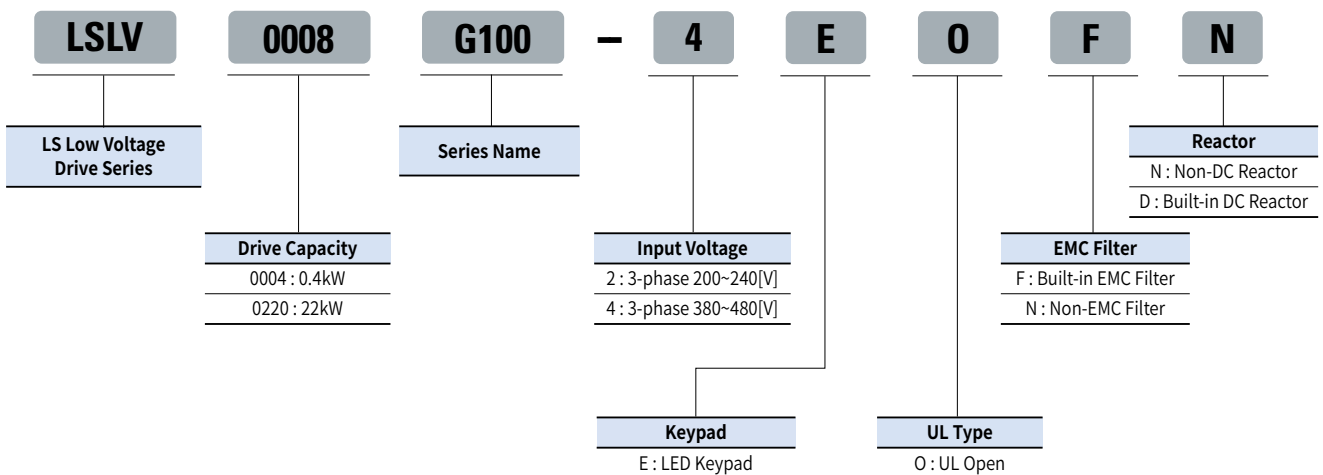 LSLV 0008 G100 – 4 E O F N
LS Low Voltage
Drive Series
Series Name
Reactor
N : Non-DC Reactor
D : Built-in DC Reactor
Drive Capacity
0004 : 0.4kW
0220 : 22kW
Input Voltage
2 : 3-phase 200~240[V]
4 : 3-phase 380~480[V]
EMC Filter
F : Built-in EMC Filter
N : Non-EMC Filter
Keypad
E : LED Keypad
UL Type
O : UL Open